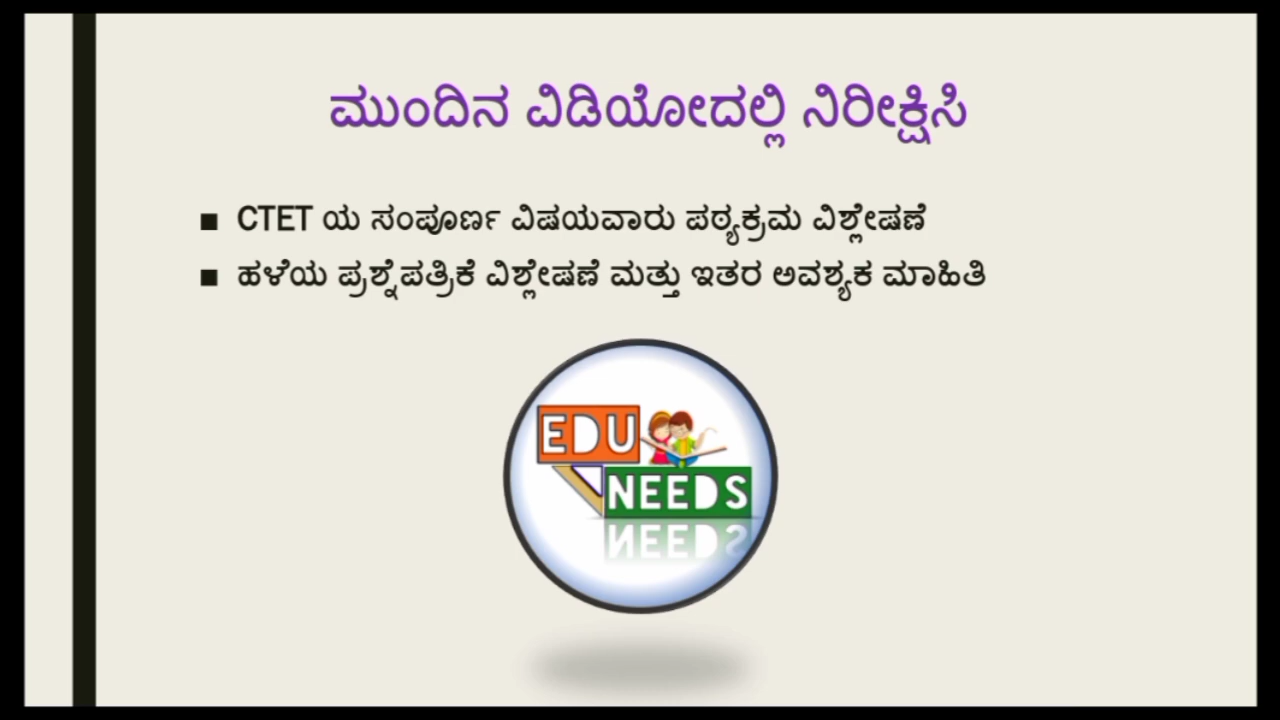 ಮುಂದಿನ ವಿಡಿಯೋದಲ್ಲಿ ನಿರೀಕ್ಷಿಸಿ
■ CTET ಯ ಸಂಪೂರ್ಣ ವಿಷಯವಾರು ಪಠ್ಯಕ್ರಮ ವಿಶ್ಲೇಷಣೆ
■ ಹಳೆಯ ಪ್ರಶ್ನೆಪತ್ರಿಕೆ ವಿಶ್ಲೇಷಣೆ ಮತ್ತು ಇತರ ಅವಶ್ಯಕ ಮಾಹಿತಿ
EDU
NEEDS